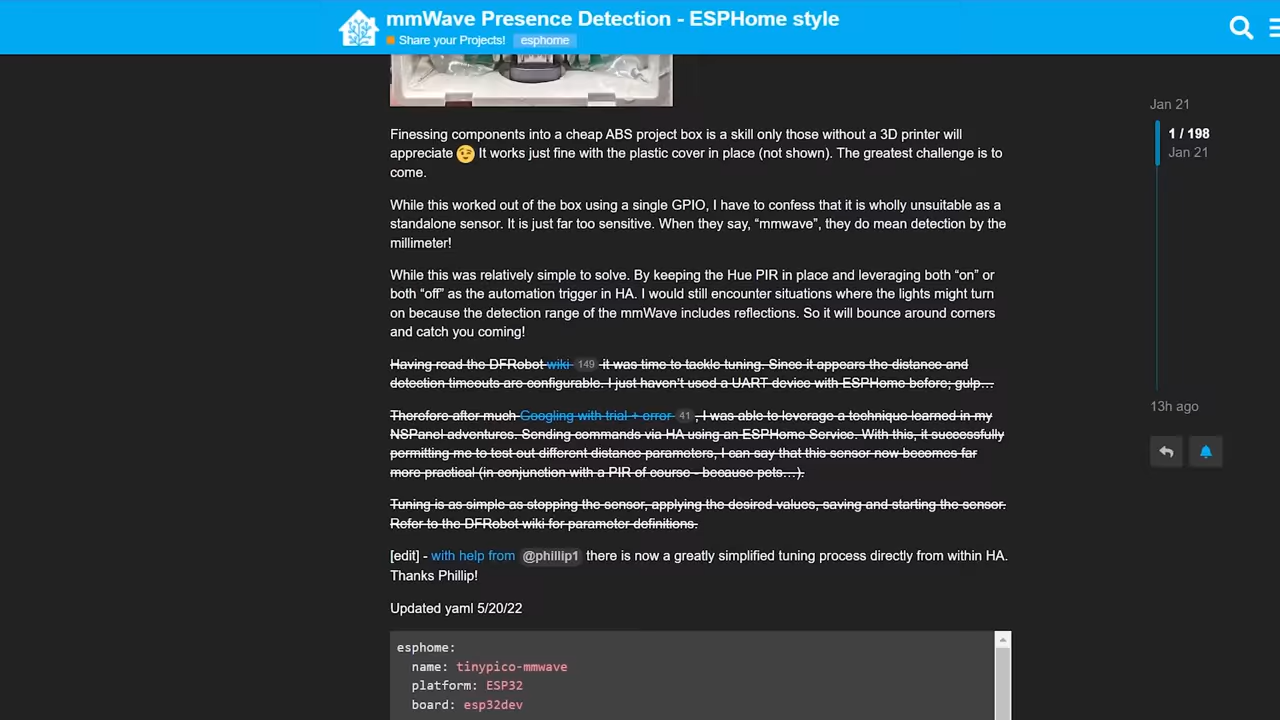 mmWave Presence Detection - ESPHome style
Share your Projects! esphome
Jan 21
1 / 198
Jan 21
13h ago
Finessing components into a cheap ABS project box is a skill only those without a 3D printer will
appreciate 😉 It works just fine with the plastic cover in place (not shown). The greatest challenge is to
come.
While this worked out of the box using a single GPIO, I have to confess that it is wholly unsuitable as a
standalone sensor. It is just far too sensitive. When they say, “mmwave”, they do mean detection by the
millimeter!
While this was relatively simple to solve. By keeping the Hue PIR in place and leveraging both “on” or
both “off” as the automation trigger in HA. I would still encounter situations where the lights might turn
on because the detection range of the mmWave includes reflections. So it will bounce around corners
and catch you coming!
Having read the DFRobot wiki 149 it was time to tackle tuning. Since it appears the distance and
detection timeouts are configurable. I just haven’t used a UART device with ESPHome before; gulp…
Therefore after much Googling with trial + error 41, I was able to leverage a technique learned in my
NSPanel adventures. Sending commands via HA using an ESPHome Service. With this, it successfully
permitting me to test out different distance parameters, I can say that this sensor now becomes far
more practical (in conjunction with a PIR of course - because pets…).
Tuning is as simple as stopping the sensor, applying the desired values, saving and starting the sensor.
Refer to the DFRobot wiki for parameter definitions.
[edit] - with help from @phillip1 there is now a greatly simplified tuning process directly from within HA.
Thanks Phillip!
Updated yaml 5/20/22
esphome:
name: tinypico-mmwave
platform: ESP32
board: esp32dev